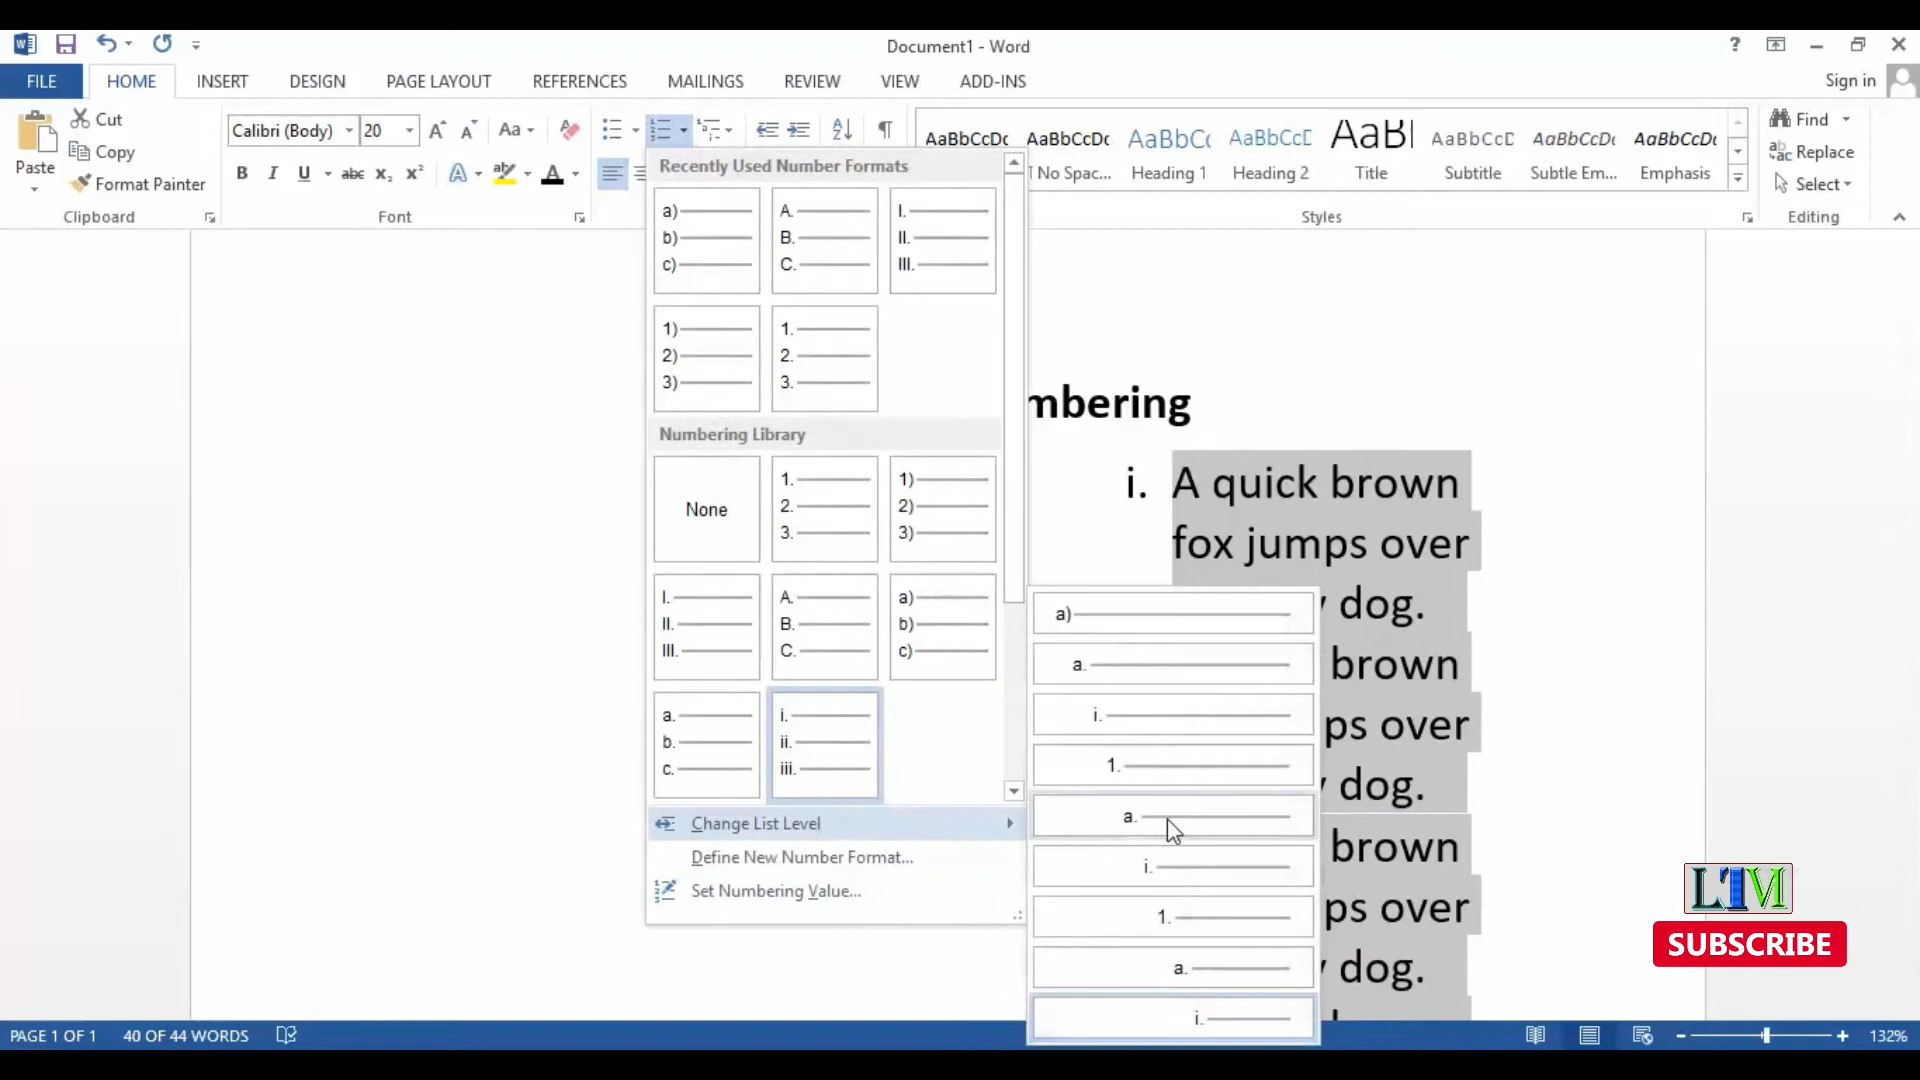 Document1 - Word
?
FILE
HOME
INSERT
DESIGN
PAGE LAYOUT
REFERENCES
MAILINGS
REVIEW
VIEW
ADD-INS
Sign in
Paste
Cut
Copy
Format Painter
Clipboard
Calibri (Body)
20
Aa
B I U abc x₂ x² A ab A
Font
AaBbCcDc AaBbCcDc AaBbCc AaBbCcD AaBl AaBbCcD AaBbCcDc AaBbCcDc
1 No Spac... Heading 1 Heading 2 Title Subtitle Subtle Em... Emphasis
Styles
Find
Replace
Select
Editing
Recently Used Number Formats
a) A. I.
b) B. II.
c) C. III.
1) 1.
2) 2.
3) 3.
Numbering Library
None
1. 1)
2. 2)
3. 3)
I. A. a)
II. B. b)
III. C. c)
a. i.
b. ii.
c. iii.
Change List Level
Define New Number Format...
Set Numbering Value...
a)
a.
i.
1.
a.
i.
1.
a.
i.
mbering
i. A quick brown
fox jumps over
dog.
brown
ps over
dog.
brown
ps over
dog.
LTM
SUBSCRIBE
PAGE 1 OF 1
40 OF 44 WORDS
132%